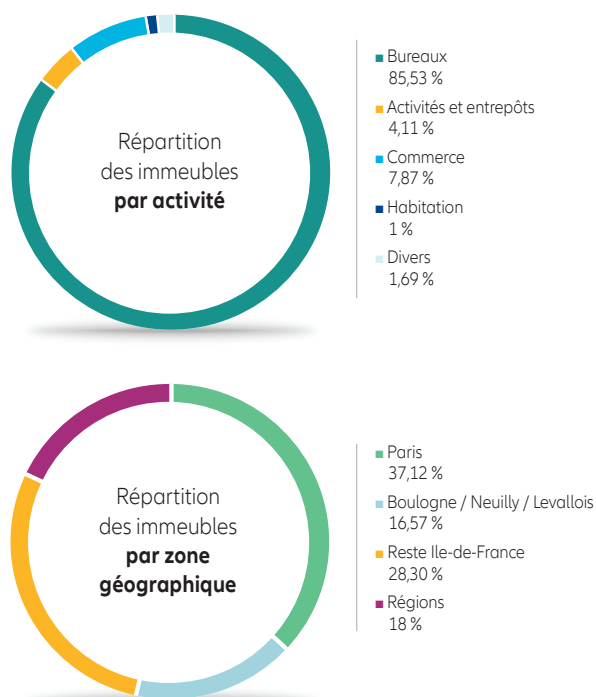 Répartition
des immeubles
par activité
Bureaux
85,53 %
Activités et entrepôts
4,11 %
Commerce
7,87 %
Habitation
1 %
Divers
1,69 %
Répartition
des immeubles
par zone
géographique
Paris
37,12 %
Boulogne / Neuilly / Levallois
16,57 %
Reste Ile-de-France
28,30 %
Régions
18 %